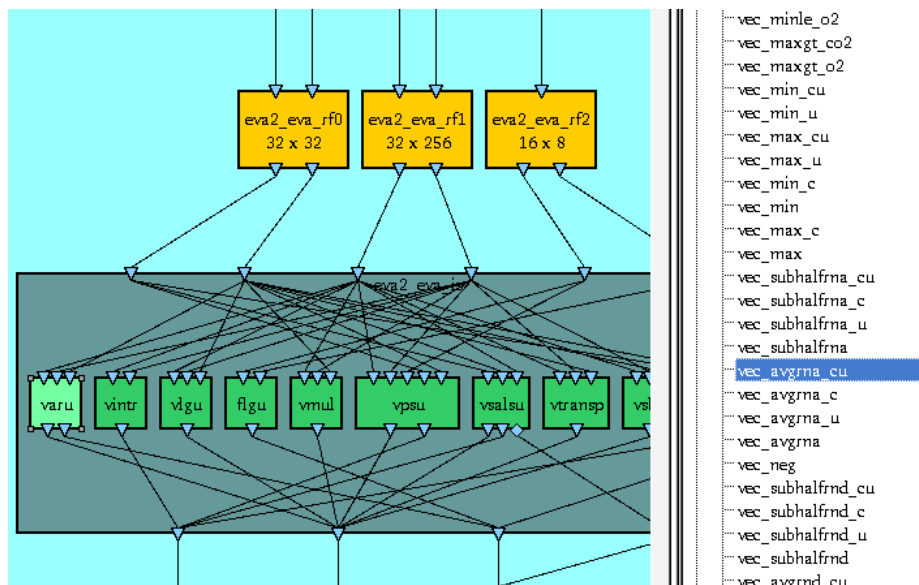 eva2_eva_rf0
32 x 32
eva2_eva_rf1
32 x 256
eva2_eva_rf2
16 x 8
varu
vintr
vlgu
flgu
vmul
vpsu
vsalsu
vtransp
vec_minle_o2
vec_maxgt_co2
vec_maxgt_o2
vec_min_cu
vec_min_u
vec_max_cu
vec_max_u
vec_min_c
vec_min
vec_max_c
vec_max
vec_subhalfrna_cu
vec_subhalfrna_c
vec_subhalfrna_u
vec_subhalfrna
vec_avgrna_cu
vec_avgrna_c
vec_avgrna_u
vec_avgrna
vec_neg
vec_subhalfrnd_cu
vec_subhalfrnd_c
vec_subhalfrnd_u
vec_subhalfrnd
vec_avgrnd_cu